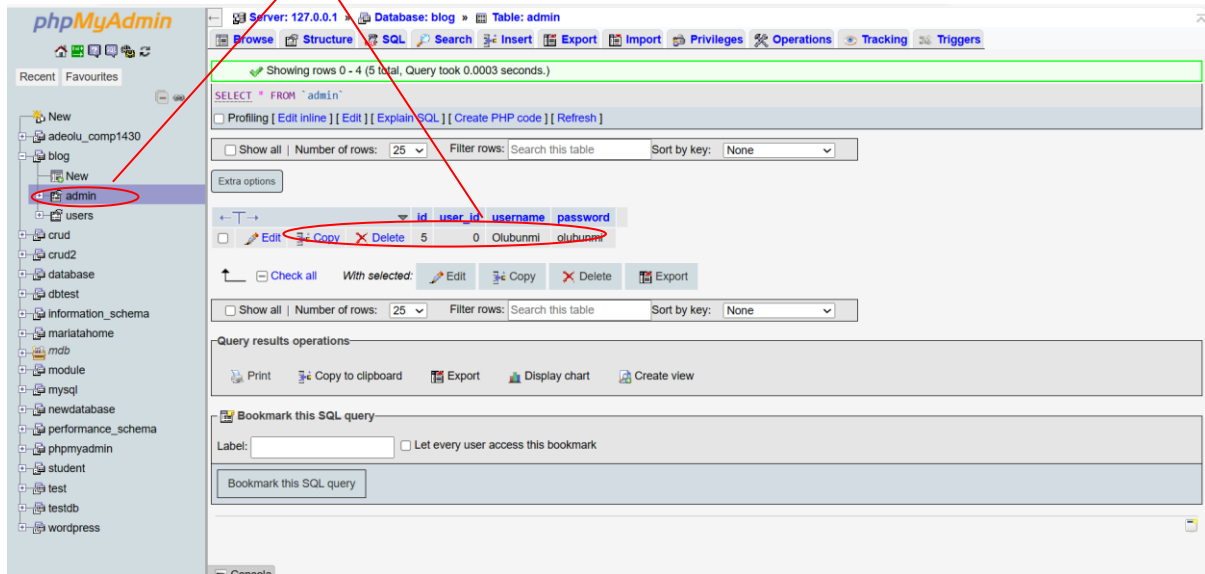 phpMyAdmin
Recent Favourites
New
adeolu_comp1430
blog
New
admin
users
crud
crud2
database
dbtest
information_schema
mariatahome
mdb
module
mysql
newdatabase
performance_schema
phpmyadmin
student
test
testdb
wordpress
Server: 127.0.0.1 » Database: blog » Table: admin
Browse Structure SQL Search Insert Export Import Privileges Operations Tracking Triggers
Showing rows 0 - 4 (5 total, Query took 0.0003 seconds.)
SELECT * FROM `admin`
Profiling [ Edit inline ] [ Edit ] [ Explain SQL ] [ Create PHP code ] [ Refresh ]
Show all | Number of rows: 25 Filter rows: Search this table Sort by key: None
Extra options
←T→ id user_id username password
Edit Copy Delete 5 0 Olubunmi olubunmi
Check all With selected: Edit Copy Delete Export
Show all | Number of rows: 25 Filter rows: Search this table Sort by key: None
Query results operations
Print Copy to clipboard Export Display chart Create view
Bookmark this SQL query
Label: Let every user access this bookmark
Bookmark this SQL query
Console